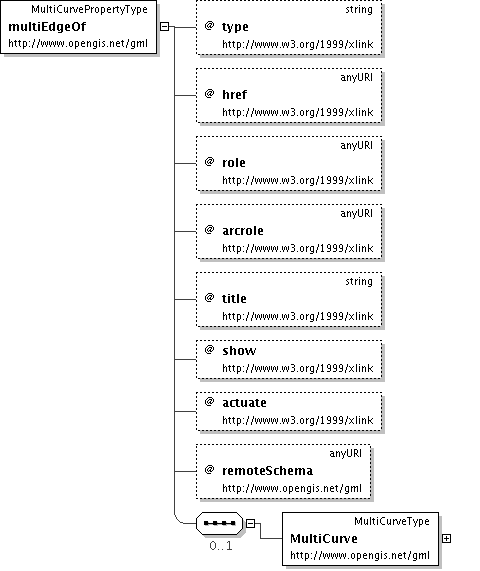 MultiCurvePropertyType
multiEdgeOf
http://www.opengis.net/gml
string
@ type
http://www.w3.org/1999/xlink
anyURI
@ href
http://www.w3.org/1999/xlink
anyURI
@ role
http://www.w3.org/1999/xlink
anyURI
@ arcrole
http://www.w3.org/1999/xlink
string
@ title
http://www.w3.org/1999/xlink
@ show
http://www.w3.org/1999/xlink
@ actuate
http://www.w3.org/1999/xlink
anyURI
@ remoteSchema
http://www.opengis.net/gml
0..1
MultiCurveType
MultiCurve
http://www.opengis.net/gml